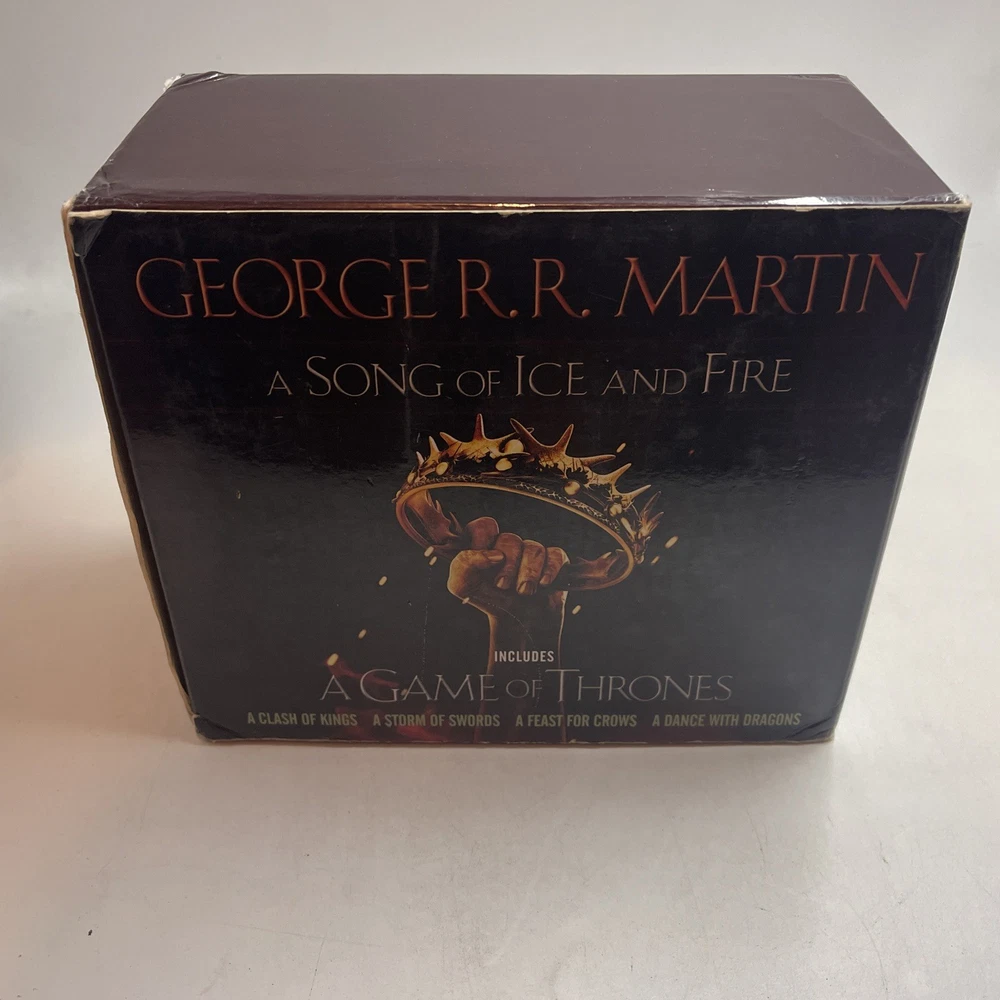 GEORGE R. R. MARTIN
A SONG OF ICE AND FIRE
INCLUDES
A GAME OF THRONES
A CLASH OF KINGS A STORM OF SWORDS A FEAST FOR CROWS A DANCE WITH DRAGONS